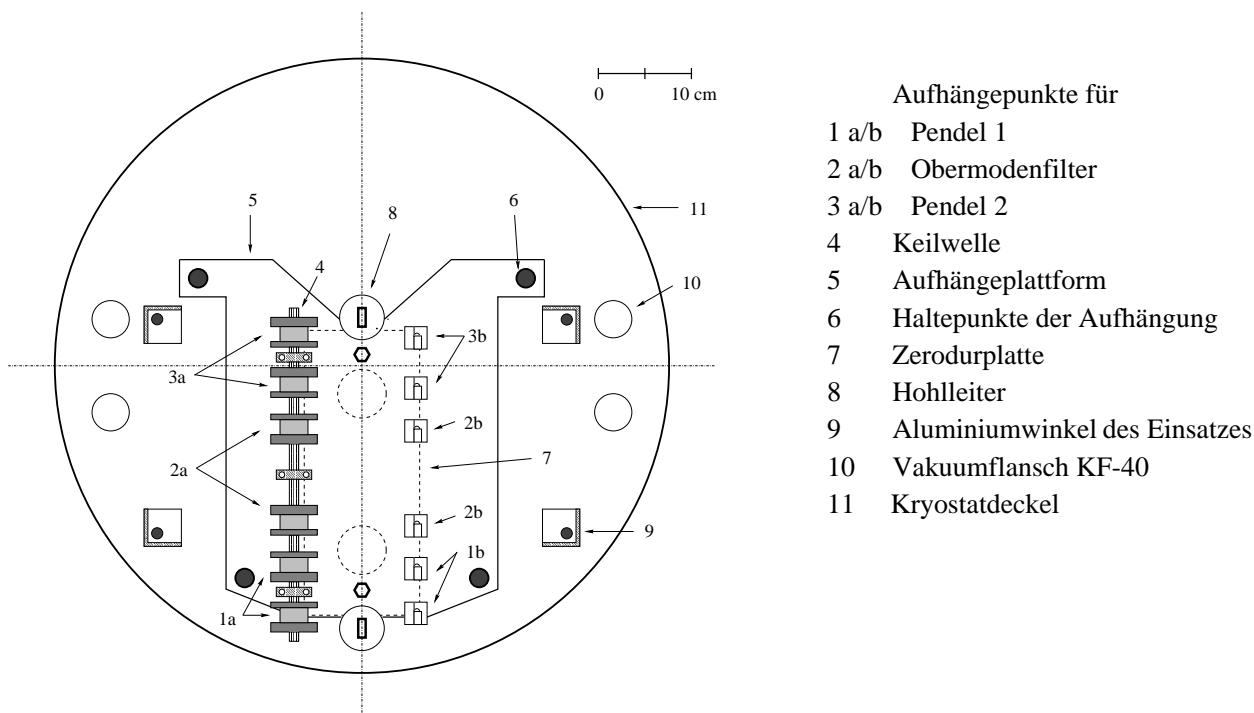 0 10 cm
5
8
6
11
4
10
3a
3b
2b
2a
7
2b
9
1b
1a
Aufhängepunkte für
1 a/b Pendel 1
2 a/b Obermodenfilter
3 a/b Pendel 2
4 Keilwelle
5 Aufhängeplattform
6 Haltepunkte der Aufhängung
7 Zerodurplatte
8 Hohlleiter
9 Aluminiumwinkel des Einsatzes
10 Vakuumflansch KF-40
11 Kryostatdeckel